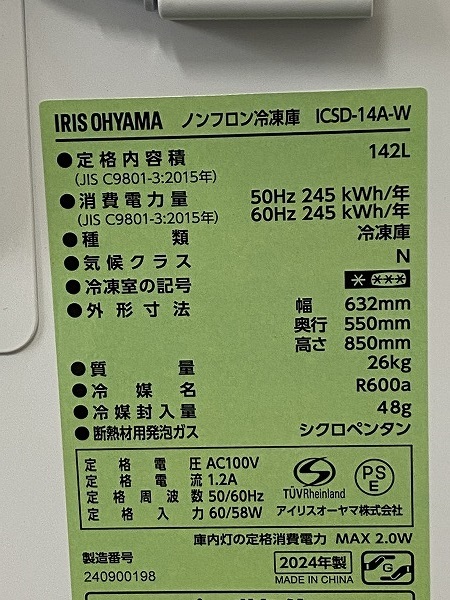 IRIS OHYAMA ノンフロン冷凍庫 ICSD-14A-W
●定格内容積 142L
(JIS C9801-3:2015年)
●消費電力量 50Hz 245 kWh/年
(JIS C9801-3:2015年) 60Hz 245 kWh/年
●種類 冷凍庫
●気候クラス N
●冷凍室の記号 * ***
●外形寸法 幅 632mm
奥行 550mm
高さ 850mm
●質量 26kg
●冷媒名 R600a
●冷媒封入量 48g
●断熱材用発泡ガス シクロペンタン
定格電圧 AC100V
定格電流 1.2A
定格周波数 50/60Hz
定格入力 60/58W
TÜVRheinland
PS
E
アイリスオーヤマ株式会社
庫内灯の定格消費電力 MAX 2.0W
製造番号
240900198
2024年製
MADE IN CHINA
G